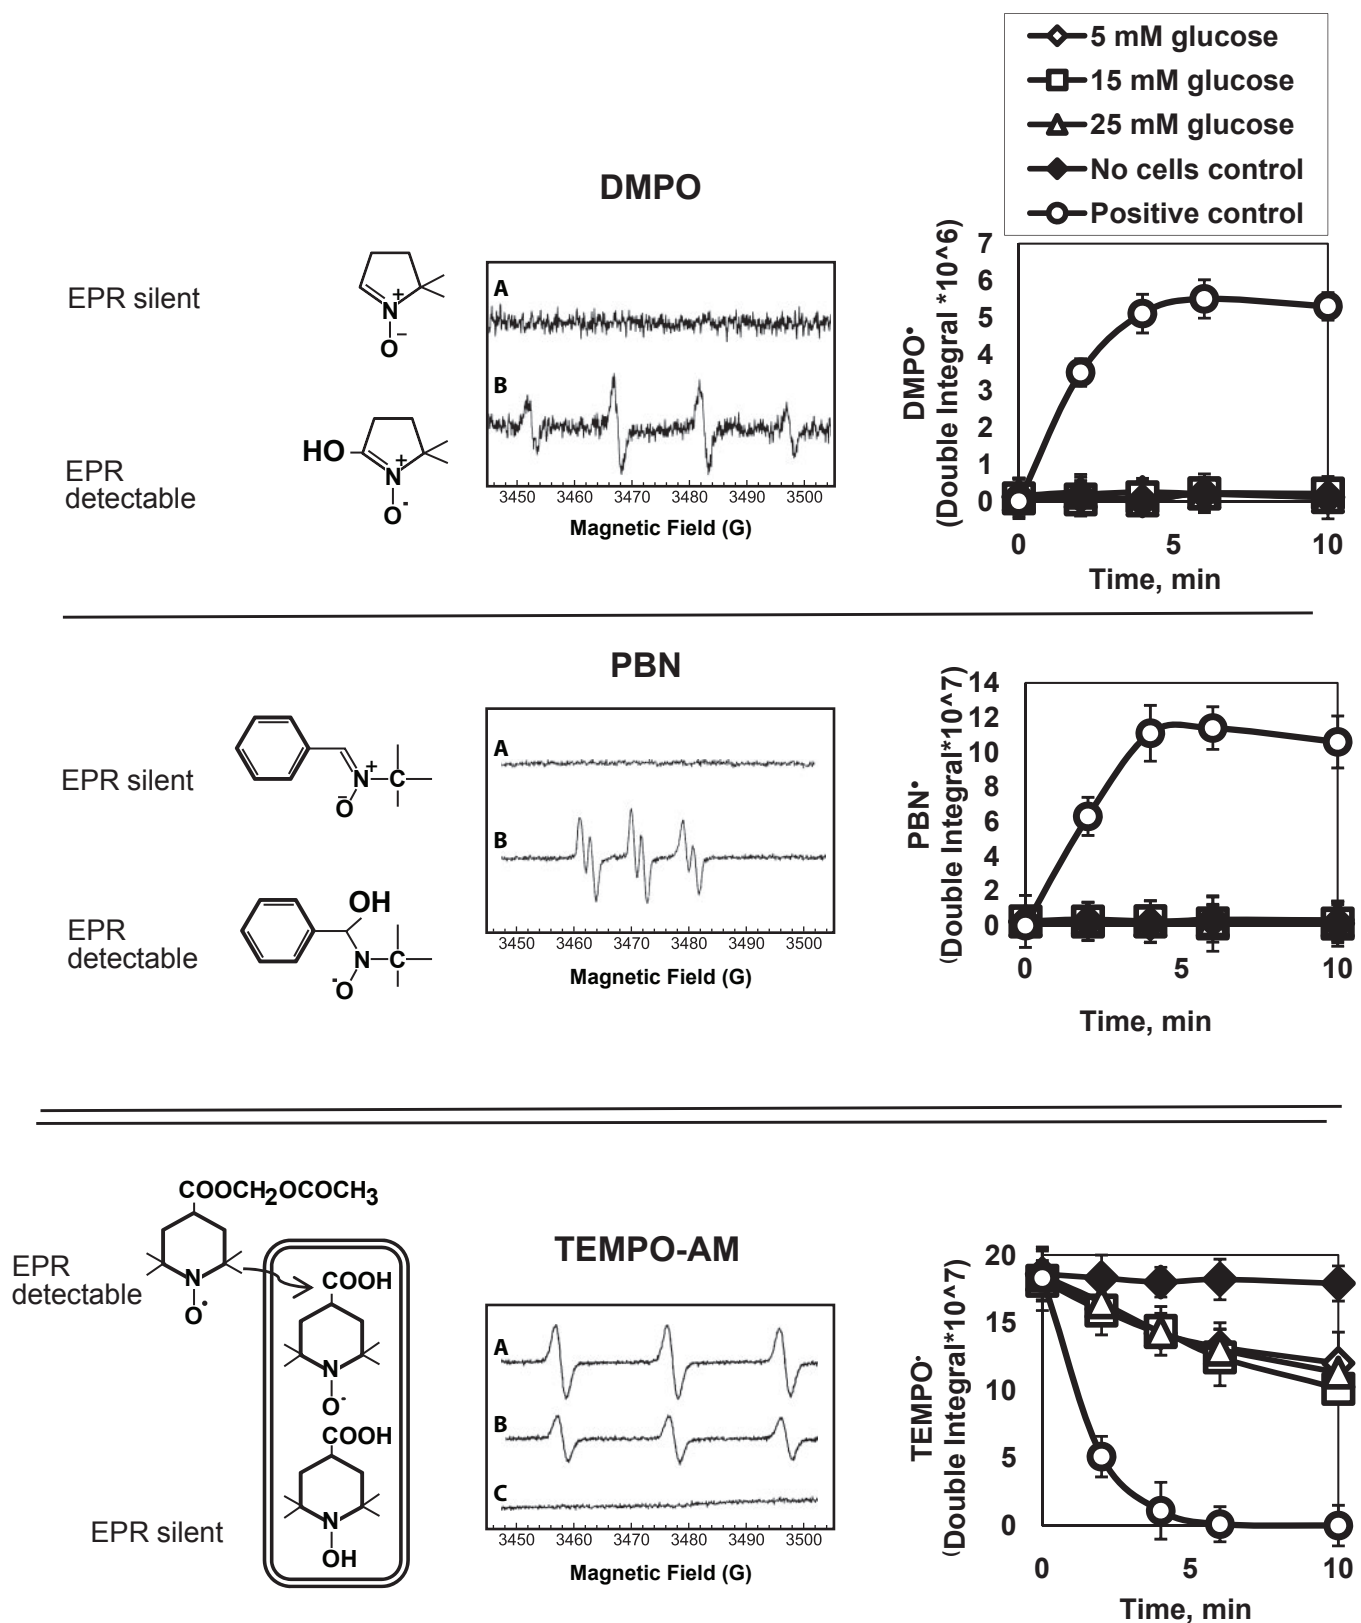 5 mM glucose
15 mM glucose
25 mM glucose
No cells control
Positive control
DMPO
EPR silent
N
+
O
−
HO
N
+
O
-
EPR
detectable
A
B
3450 3460 3470 3480 3490 3500
Magnetic Field (G)
DMPO•
(Double Integral *10^6)
7
6
5
4
3
2
1
0
0 5 10
Time, min
PBN
EPR silent
N
+
C
−
O
OH
N
C
-
O
EPR
detectable
A
B
3450 3460 3470 3480 3490 3500
Magnetic Field (G)
PBN•
(Double Integral*10^7)
14
12
10
8
6
4
2
0
0 5 10
Time, min
COOCH2OCOCH3
EPR
detectable
N
O•
COOH
N
O-
COOH
N
OH
EPR silent
TEMPO-AM
A
B
C
3450 3460 3470 3480 3490 3500
Magnetic Field (G)
TEMPO•
(Double Integral*10^7)
20
15
10
5
0
0 5 10
Time, min